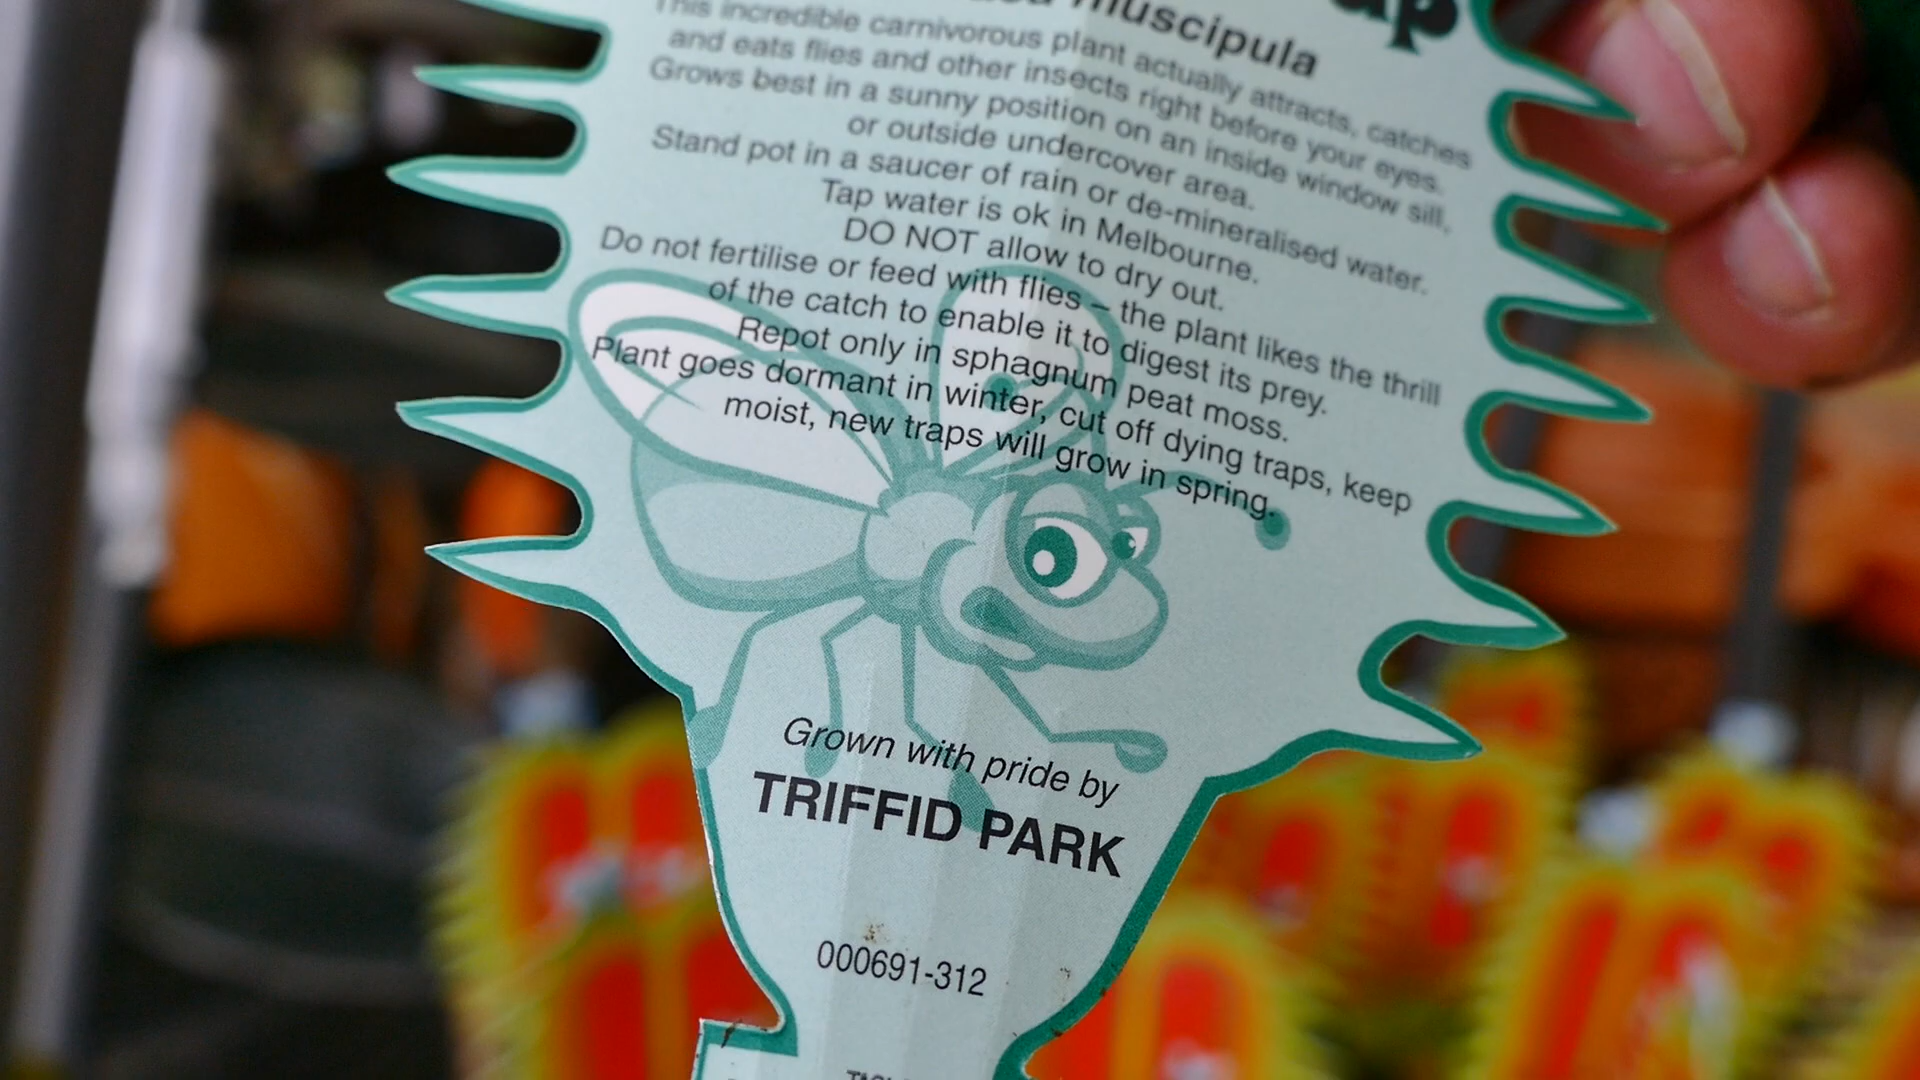 muscipula
This incredible carnivorous plant actually attracts, catches
and eats flies and other insects right before your eyes.
Grows best in a sunny position on an inside window sill,
or outside undercover area.
Stand pot in a saucer of rain or de-mineralised water.
Tap water is ok in Melbourne.
DO NOT allow to dry out.
Do not fertilise or feed with flies – the plant likes the thrill
of the catch to enable it to digest its prey.
Repot only in sphagnum peat moss.
Plant goes dormant in winter, cut off dying traps, keep
moist, new traps will grow in spring.
Grown with pride by
TRIFFID PARK
000691-312